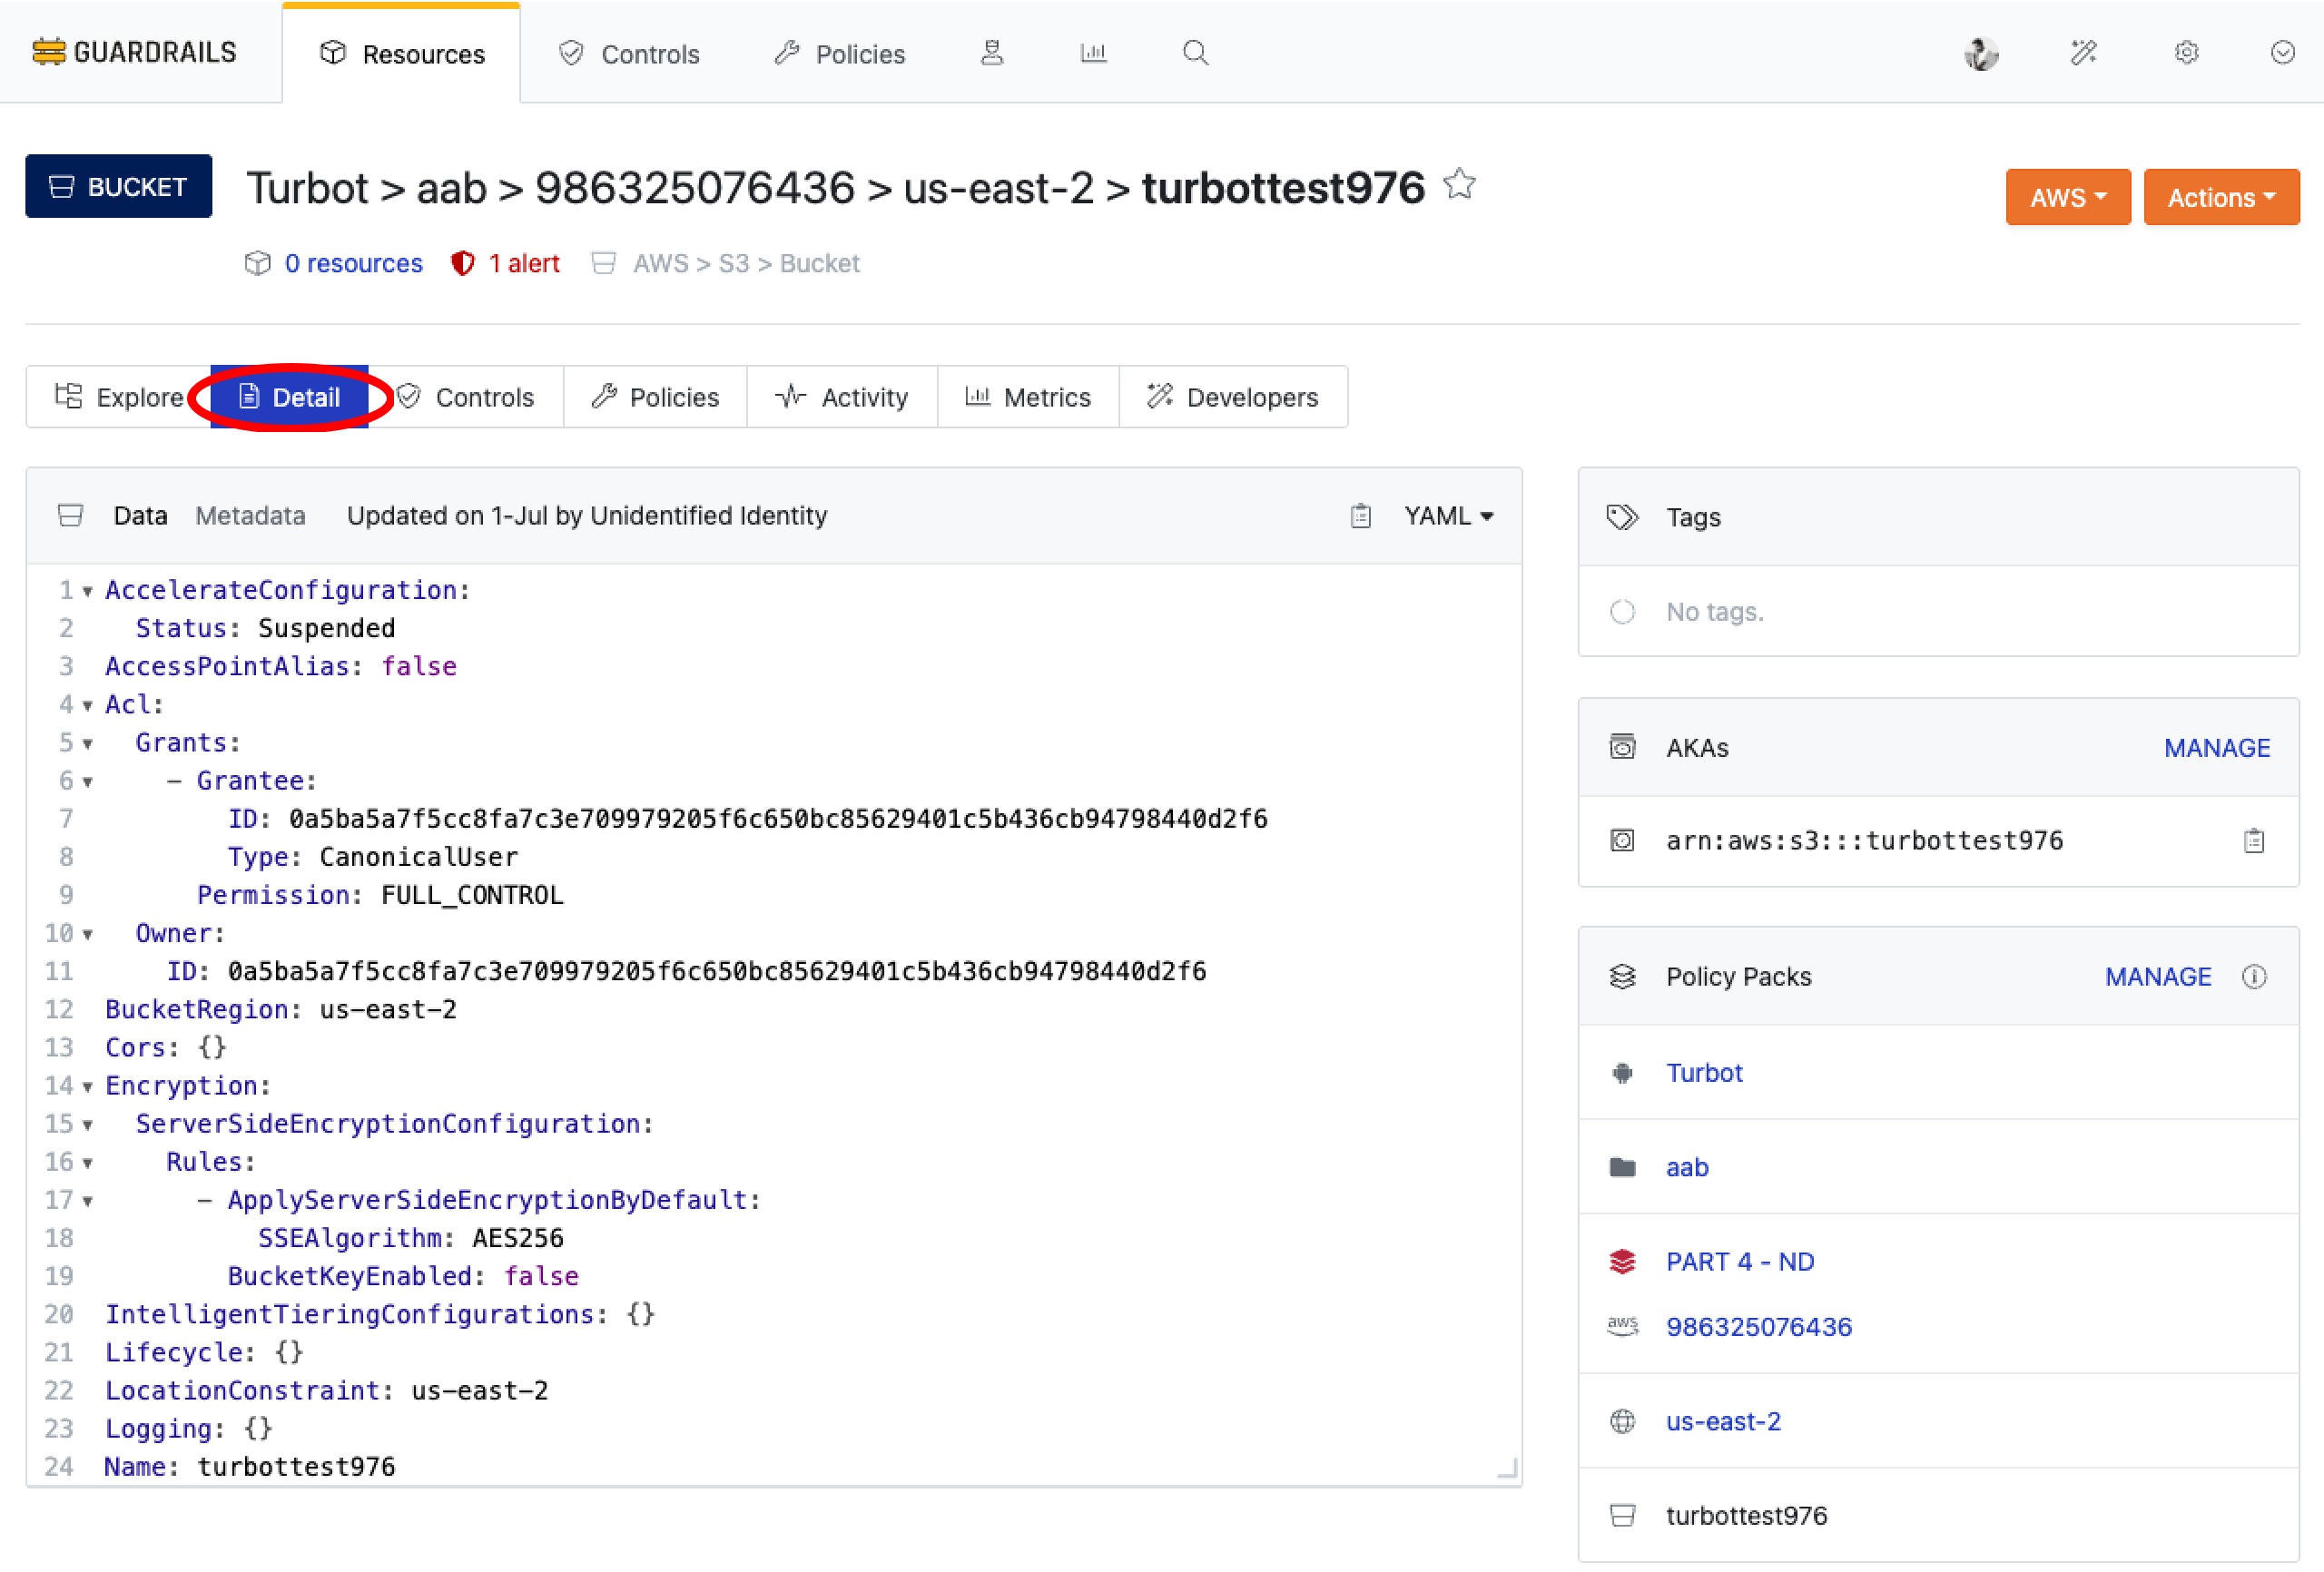 GUARDRAILS
Resources
Controls
Policies
BUCKET
Turbot > aab > 986325076436 > us-east-2 > turbottest976
AWS
Actions
0 resources
1 alert
AWS > S3 > Bucket
Explore
Detail
Controls
Policies
Activity
Metrics
Developers
Data Metadata Updated on 1-Jul by Unidentified Identity YAML
1 AccelerateConfiguration:
2 Status: Suspended
3 AccessPointAlias: false
4 Acl:
5 Grants:
6 - Grantee:
7 ID: 0a5ba5a7f5cc8fa7c3e709979205f6c650bc85629401c5b436cb94798440d2f6
8 Type: CanonicalUser
9 Permission: FULL_CONTROL
10 Owner:
11 ID: 0a5ba5a7f5cc8fa7c3e709979205f6c650bc85629401c5b436cb94798440d2f6
12 BucketRegion: us-east-2
13 Cors: {}
14 Encryption:
15 ServerSideEncryptionConfiguration:
16 Rules:
17 - ApplyServerSideEncryptionByDefault:
18 SSEAlgorithm: AES256
19 BucketKeyEnabled: false
20 IntelligentTieringConfigurations: {}
21 Lifecycle: {}
22 LocationConstraint: us-east-2
23 Logging: {}
24 Name: turbottest976
Tags
No tags.
AKAs MANAGE
arn:aws:s3:::turbottest976
Policy Packs MANAGE
Turbot
aab
PART 4 - ND
aws 986325076436
us-east-2
turbottest976